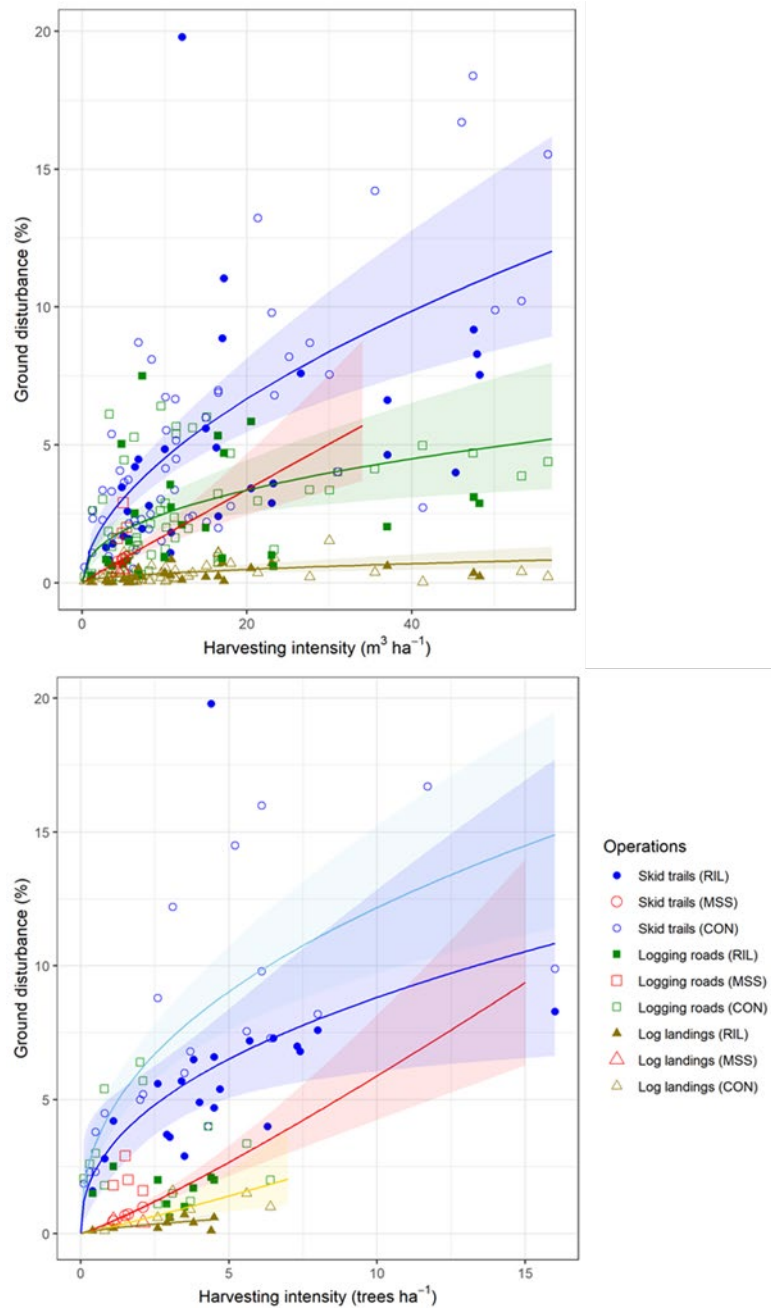 20
15
10
5
0
Ground disturbance (%)
0
20
40
Harvesting intensity (m³ ha⁻¹)
20
15
10
5
0
Ground disturbance (%)
0
5
10
15
Harvesting intensity (trees ha⁻¹)
Operations
Skid trails (RIL)
Skid trails (MSS)
Skid trails (CON)
Logging roads (RIL)
Logging roads (MSS)
Logging roads (CON)
Log landings (RIL)
Log landings (MSS)
Log landings (CON)